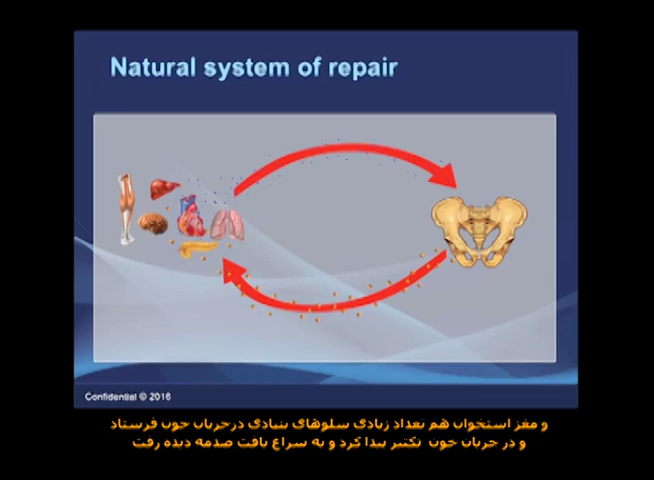 Natural system of repair
Confidential © 2016
و مغز استخوان هم تعداد زیادی سلوهای بنیادی درجریان خون فرستاد
و در جریان خون تکثیر پیدا کرد و به سراغ بافت صدمه دیده رفت